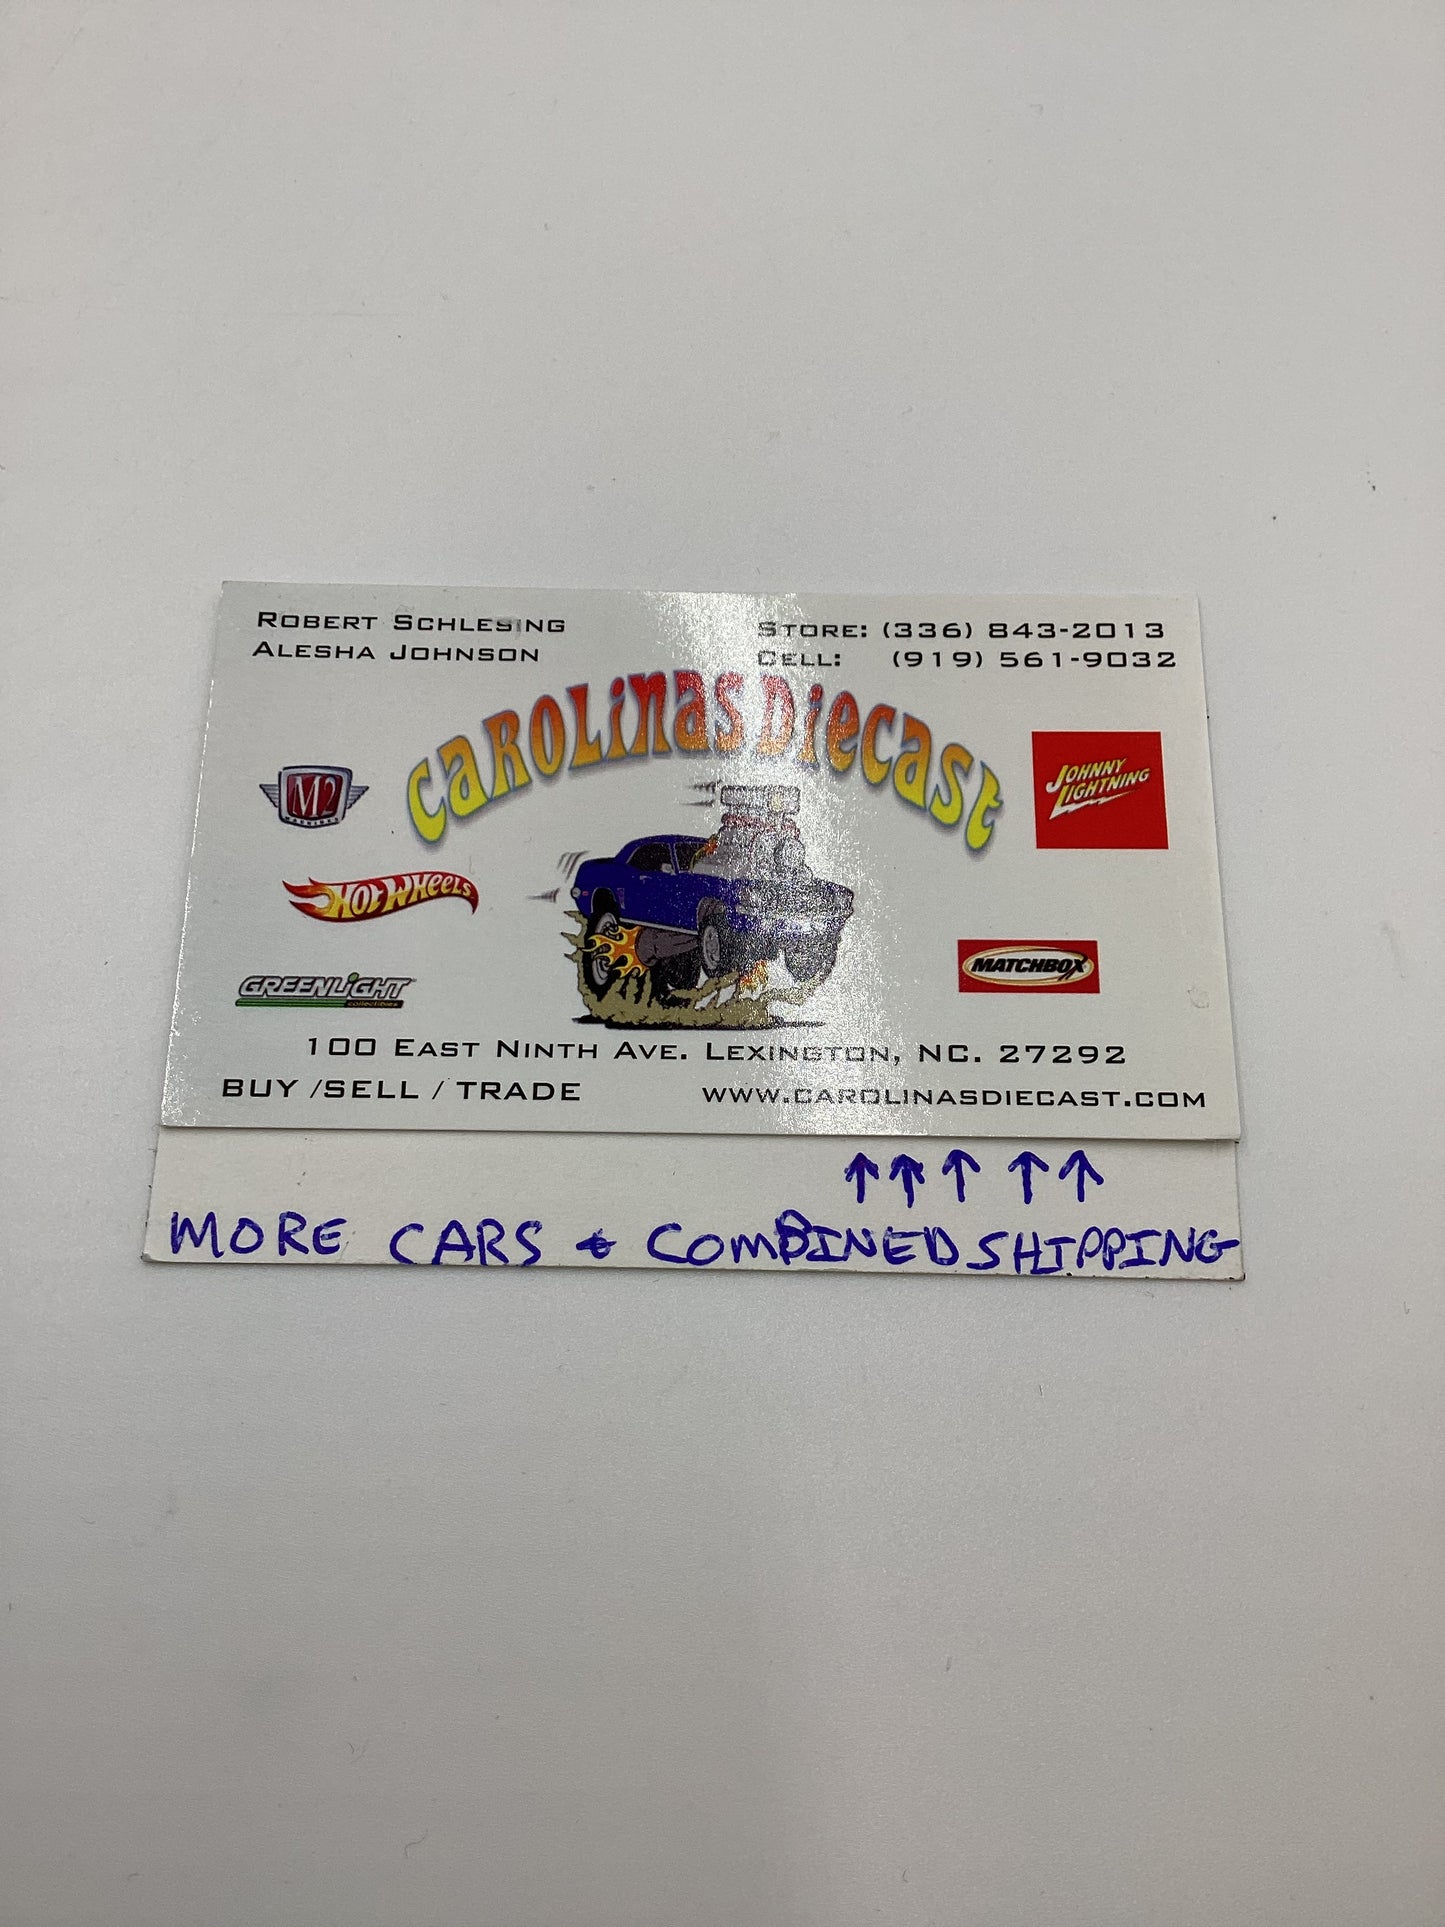 ROBERT SCHLESING
ALESHA JOHNSON
STORE: (336) 843-2013
CELL: (919) 561-9032
CAROLINAS DIECAST
M2
MACHINES
JOHNNY
LIGHTNING
HOT WHEELS
GREENLIGHT
collectibles
MATCHBOX
100 EAST NINTH AVE. LEXINGTON, NC. 27292
BUY /SELL / TRADE
WWW.CAROLINASDIECAST.COM
↑↑↑ ↑↑
MORE CARS & COMBINED SHIPPING